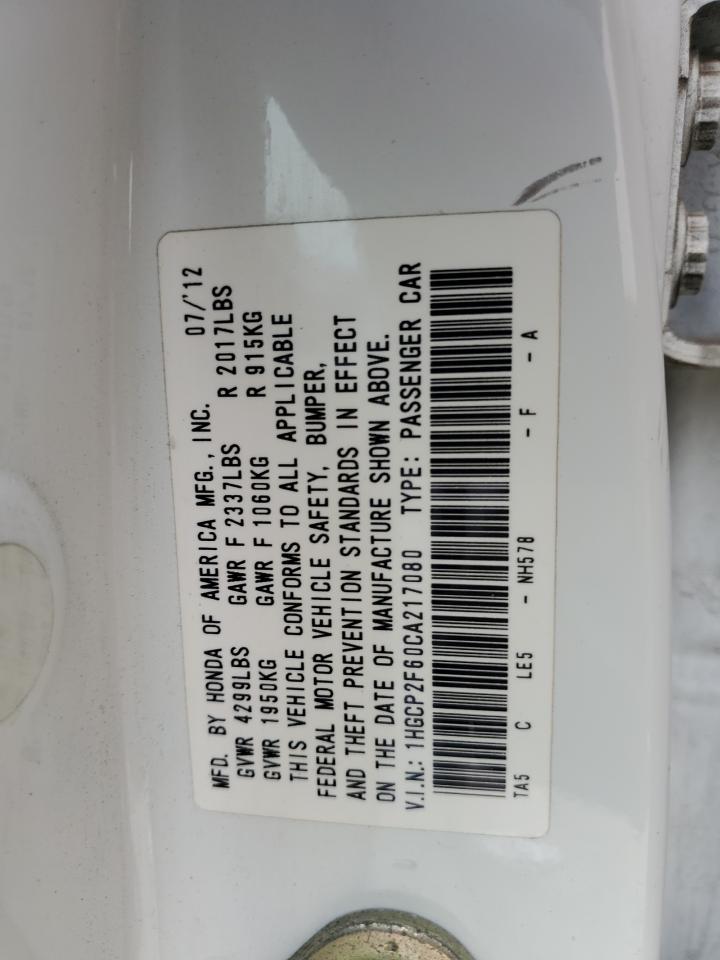 MFD. BY HONDA OF AMERICA MFG., INC. 07/'12
GVWR 4299LBS GAWR F 2337LBS R 2017LBS
GVWR 1950KG GAWR F 1060KG R 915KG
THIS VEHICLE CONFORMS TO ALL APPLICABLE
FEDERAL MOTOR VEHICLE SAFETY, BUMPER,
AND THEFT PREVENTION STANDARDS IN EFFECT
ON THE DATE OF MANUFACTURE SHOWN ABOVE.
V.I.N.: 1HGCP2F60CA217080 TYPE: PASSENGER CAR
TA5 C LE5 - NH578 - F - A